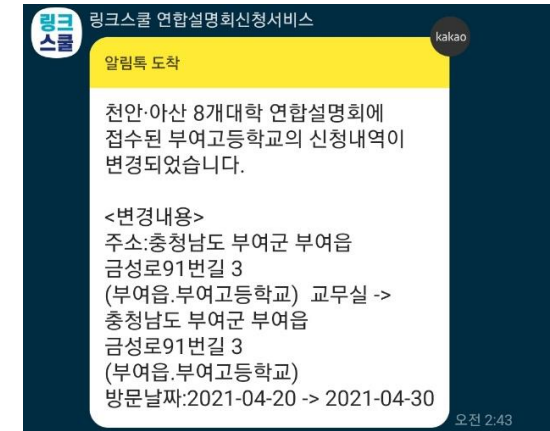 링크
스쿨
링크스쿨 연합설명회신청서비스
kakao
알림톡 도착
천안·아산 8개대학 연합설명회에
접수된 부여고등학교의 신청내역이
변경되었습니다.
<변경내용>
주소:충청남도 부여군 부여읍
금성로91번길 3
(부여읍.부여고등학교) 교무실 ->
충청남도 부여군 부여읍
금성로91번길 3
(부여읍.부여고등학교)
방문날짜:2021-04-20 -> 2021-04-30
오전 2:43